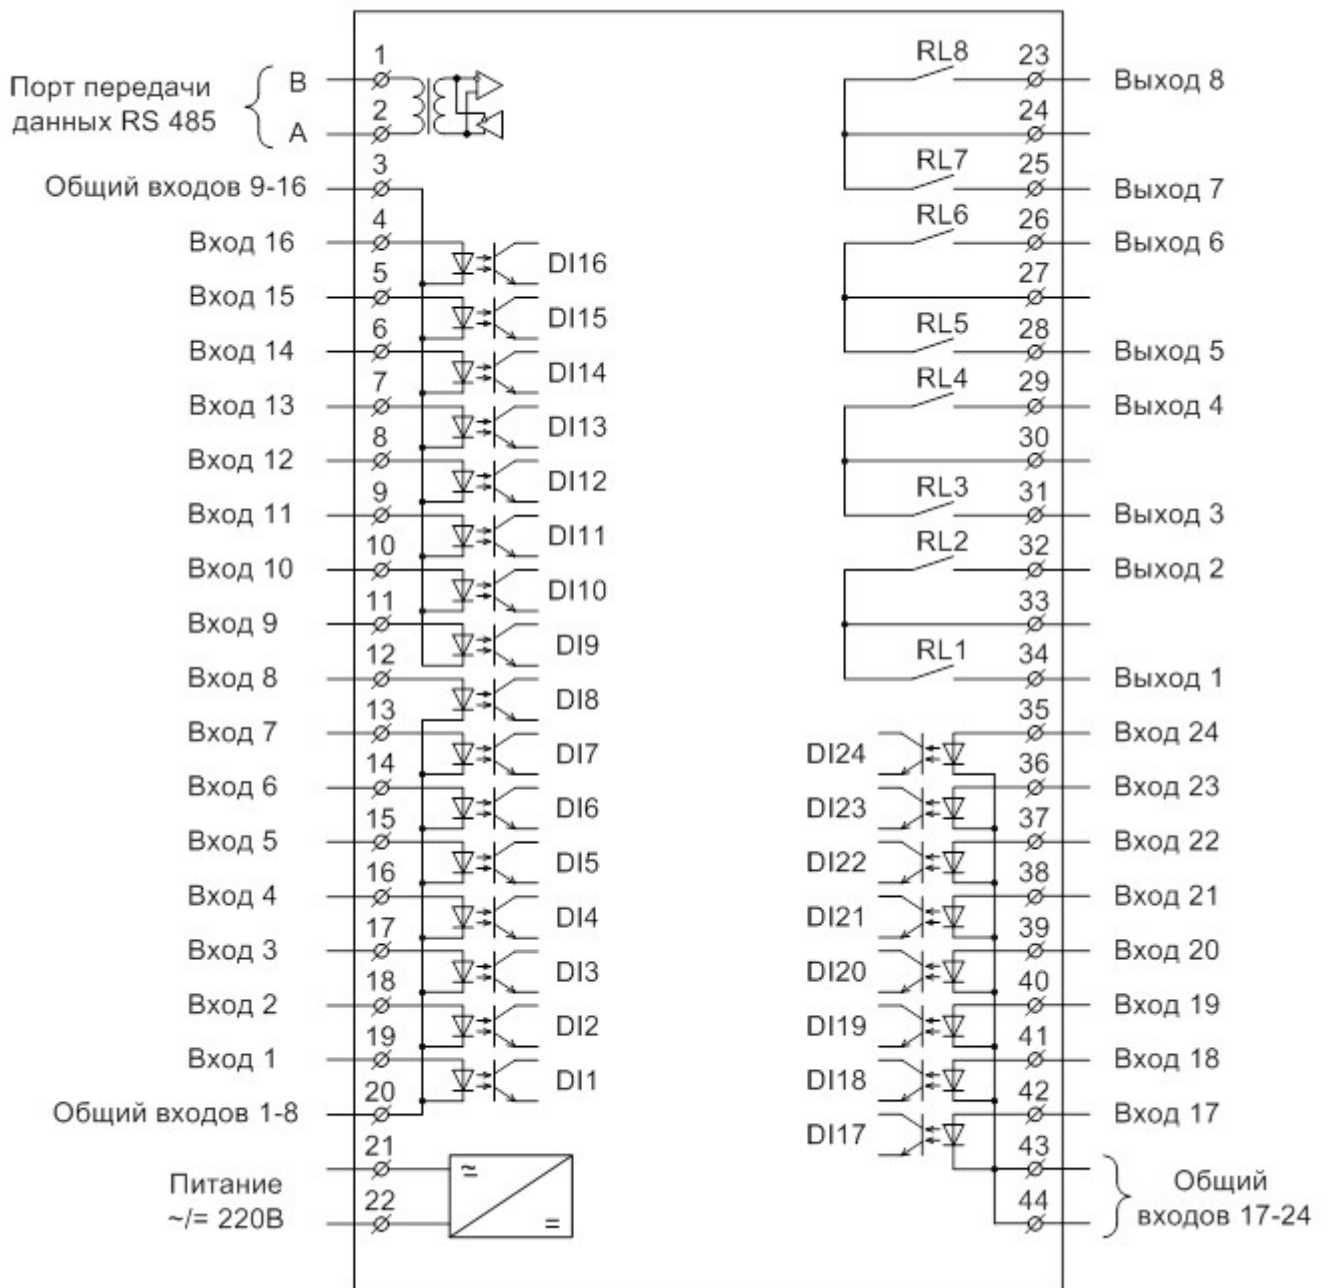 Порт передачи
данных RS 485
B
1
A
2
Общий входов 9-16
3
Вход 16
4
DI16
Вход 15
5
DI15
Вход 14
6
DI14
Вход 13
7
DI13
Вход 12
8
DI12
Вход 11
9
DI11
Вход 10
10
DI10
Вход 9
11
DI9
Вход 8
12
DI8
Вход 7
13
DI7
Вход 6
14
DI6
Вход 5
15
DI5
Вход 4
16
DI4
Вход 3
17
DI3
Вход 2
18
DI2
Вход 1
19
DI1
Общий входов 1-8
20
Питание
~/= 220В
21
22
≃
=
RL8
23
Выход 8
24
RL7
25
Выход 7
RL6
26
Выход 6
27
RL5
28
Выход 5
RL4
29
Выход 4
30
RL3
31
Выход 3
RL2
32
Выход 2
33
RL1
34
Выход 1
DI24
35
Вход 24
DI23
36
Вход 23
DI22
37
Вход 22
DI21
38
Вход 21
DI20
39
Вход 20
DI19
40
Вход 19
DI18
41
Вход 18
DI17
42
Вход 17
43
44
Общий
входов 17-24